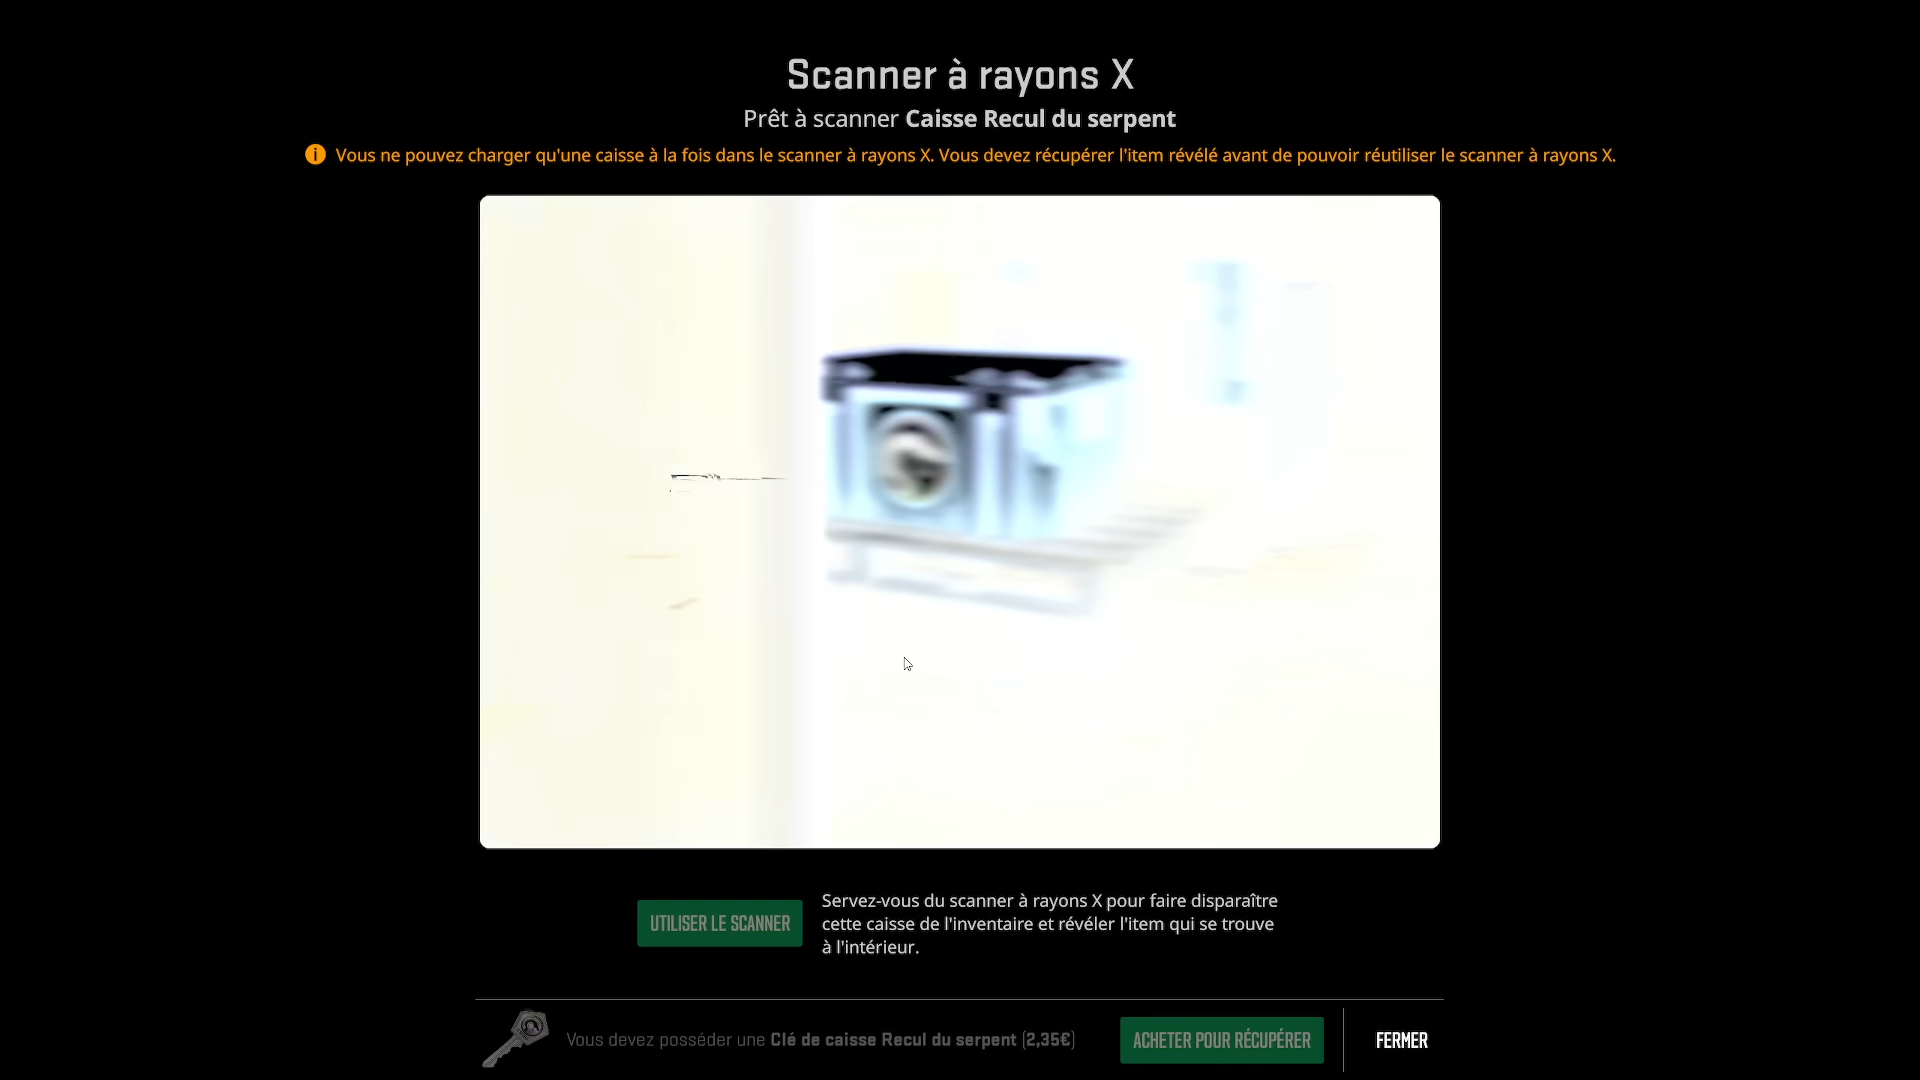 Scanner à rayons X
Prêt à scanner Caisse Recul du serpent
Vous ne pouvez charger qu'une caisse à la fois dans le scanner à rayons X. Vous devez récupérer l'item révélé avant de pouvoir réutiliser le scanner à rayons X.
UTILISER LE SCANNER
Servez-vous du scanner à rayons X pour faire disparaître
cette caisse de l'inventaire et révéler l'item qui se trouve
à l'intérieur.
Vous devez posséder une Clé de caisse Recul du serpent (2,35€)
ACHETER POUR RÉCUPÉRER
FERMER